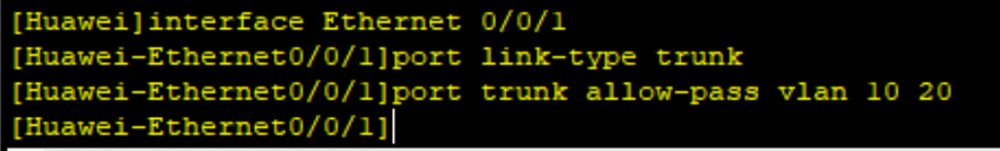 [Huawei]interface Ethernet 0/0/1
[Huawei-Ethernet0/0/1]port link-type trunk
[Huawei-Ethernet0/0/1]port trunk allow-pass vlan 10 20
[Huawei-Ethernet0/0/1]